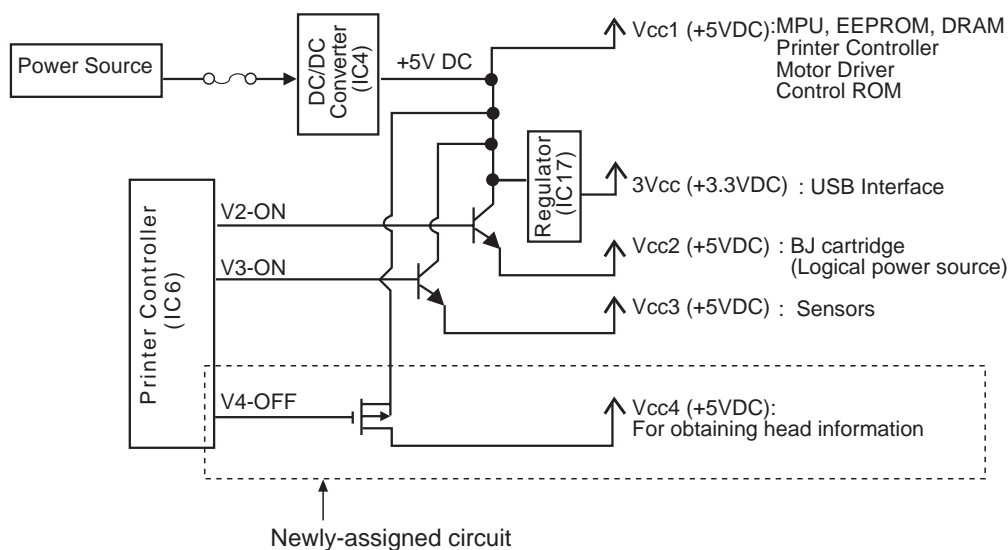 Power Source
DC/DC
Converter
(IC4)
+5V DC
Vcc1 (+5VDC):MPU, EEPROM, DRAM
Printer Controller
Motor Driver
Control ROM
Regulator
(IC17)
3Vcc (+3.3VDC) : USB Interface
Printer Controller
(IC6)
V2-ON
Vcc2 (+5VDC) : BJ cartridge
(Logical power source)
V3-ON
Vcc3 (+5VDC) : Sensors
V4-OFF
Vcc4 (+5VDC):
For obtaining head information
Newly-assigned circuit